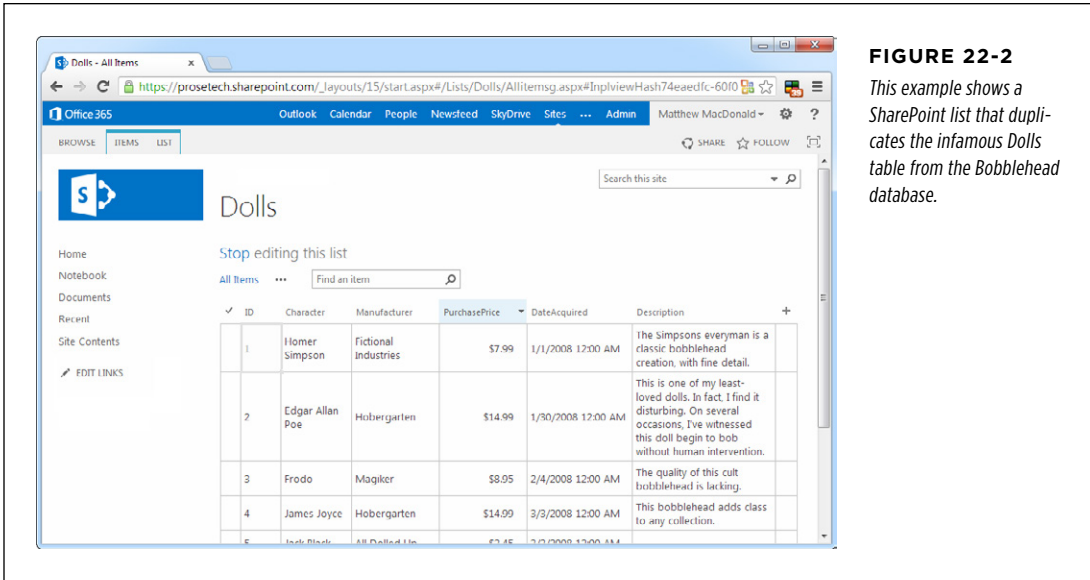 Dolls - All Items x
https://prosetech.sharepoint.com/_layouts/15/start.aspx#/Lists/Dolls/Allitemsg.aspx#InplviewHash74eaedfc-60f0
Office 365 Outlook Calendar People Newsfeed SkyDrive Sites ... Admin Matthew MacDonald ?
BROWSE ITEMS LIST SHARE FOLLOW
S
Search this site
Dolls
Home
Notebook
Documents
Recent
Site Contents
EDIT LINKS
Stop editing this list
All Items ... Find an item
ID Character Manufacturer PurchasePrice DateAcquired Description +
1 Homer Simpson Fictional Industries $7.99 1/1/2008 12:00 AM The Simpsons everyman is a
classic bobblehead
creation, with fine detail.
2 Edgar Allan Poe Hobergarten $14.99 1/30/2008 12:00 AM This is one of my least-
loved dolls. In fact, I find it
disturbing. On several
occasions, I've witnessed
this doll begin to bob
without human intervention.
3 Frodo Magiker $8.95 2/4/2008 12:00 AM The quality of this cult
bobblehead is lacking.
4 James Joyce Hobergarten $14.99 3/3/2008 12:00 AM This bobblehead adds class
to any collection.
5 Jack Black All Dolled Up
FIGURE 22-2
This example shows a
SharePoint list that dupli-
cates the infamous Dolls
table from the Bobblehead
database.